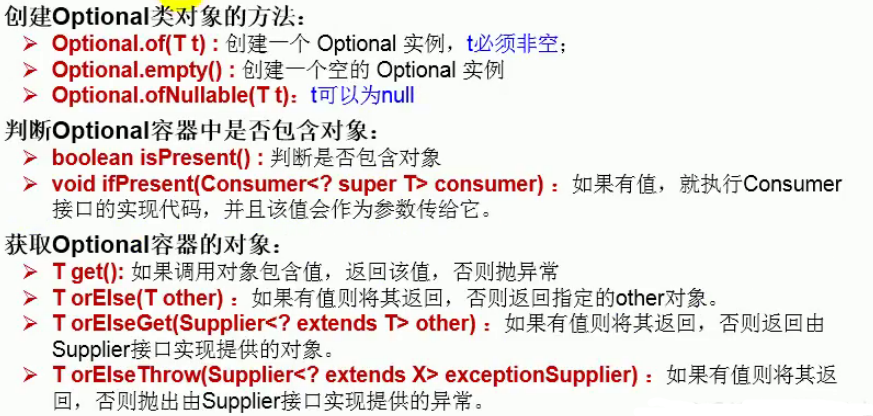 创建Optional类对象的方法：
➢ Optional.of(T t) : 创建一个 Optional 实例，t必须非空；
➢ Optional.empty() : 创建一个空的 Optional 实例
➢ Optional.ofNullable(T t)：t可以为null
判断Optional容器中是否包含对象：
➢ boolean isPresent() : 判断是否包含对象
➢ void ifPresent(Consumer<? super T> consumer) ：如果有值，就执行Consumer
接口的实现代码，并且该值会作为参数传给它。
获取Optional容器的对象：
➢ T get(): 如果调用对象包含值，返回该值，否则抛异常
➢ T orElse(T other) ：如果有值则将其返回，否则返回指定的other对象。
➢ T orElseGet(Supplier<? extends T> other) ：如果有值则将其返回，否则返回由
Supplier接口实现提供的对象。
➢ T orElseThrow(Supplier<? extends X> exceptionSupplier) ：如果有值则将其返
回，否则抛出由Supplier接口实现提供的异常。